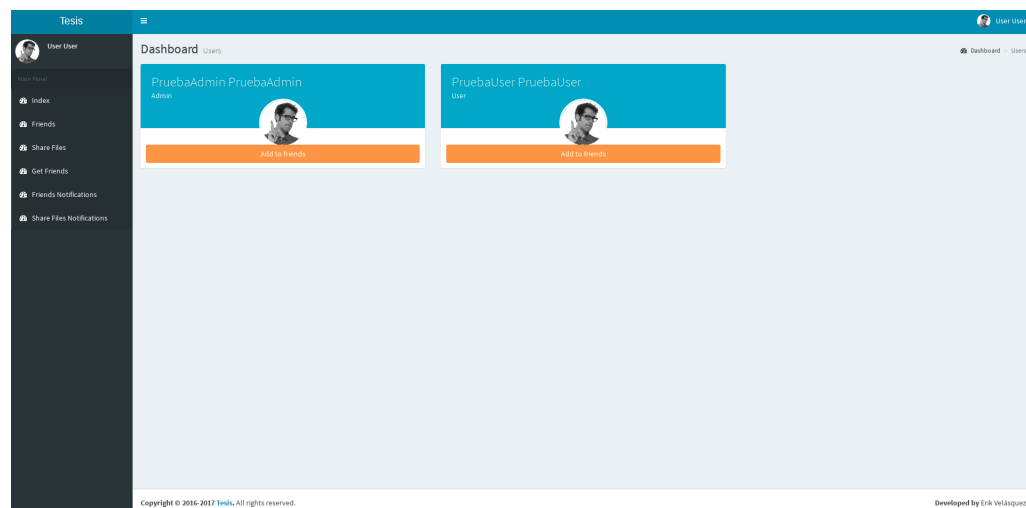 Tesis
User User
User User
Dashboard Users
Dashboard > Users
Main Panel
Index
Friends
Share Files
Get Friends
Friends Notifications
Share Files Notifications
PruebaAdmin PruebaAdmin
Admin
Add to friends
PruebaUser PruebaUser
User
Add to friends
Copyright © 2016-2017 Tesis. All rights reserved.
Developed by Erik Velásquez